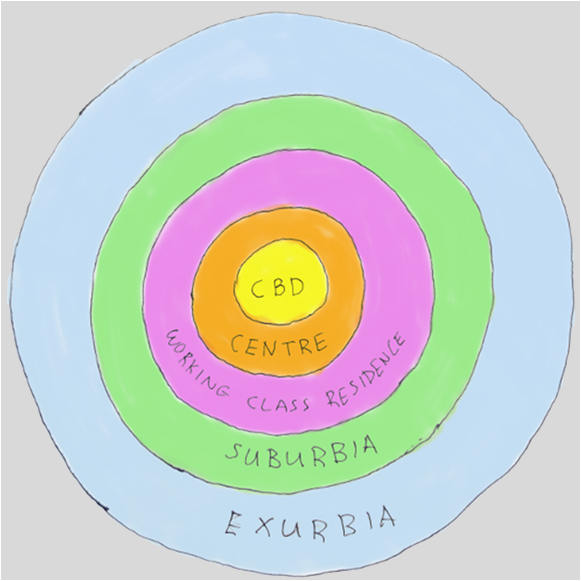 CBD
CENTRE
WORKING CLASS RESIDENCE
SUBURBIA
EXURBIA